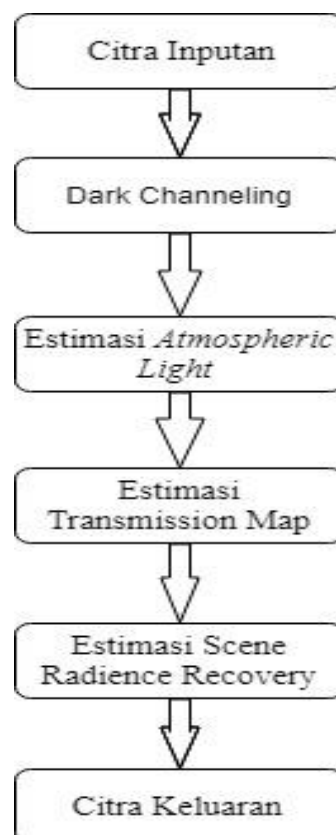 Citra Inputan
Dark Channeling
Estimasi Atmospheric
Light
Estimasi
Transmission Map
Estimasi Scene
Radience Recovery
Citra Keluaran